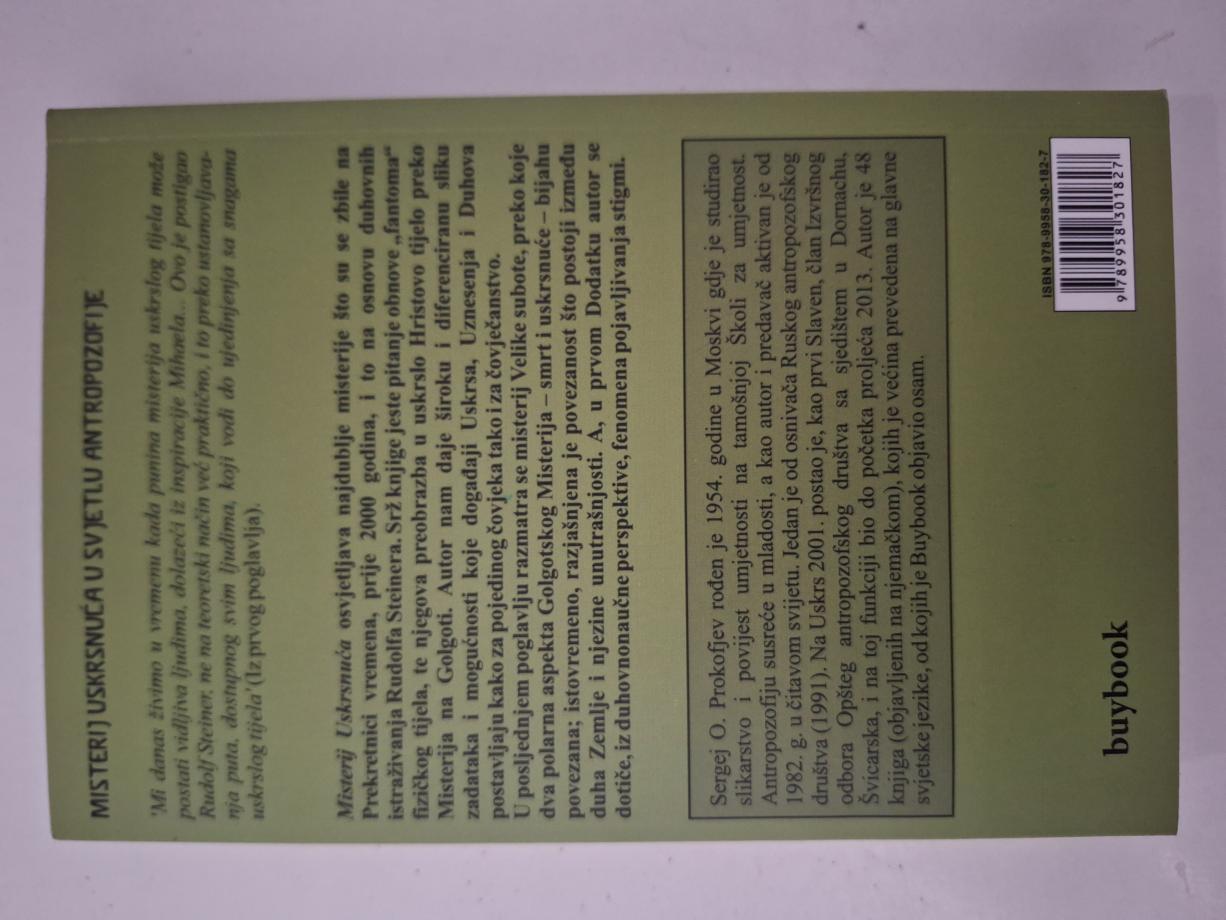 MISTERIJ USKRSNUĆA U SVJETLU ANTROPOZOFIJE
'Mi danas živimo u vremenu kada punina misterija uskrslog tijela može
postati vidljiva ljudima, dolazeći iz inspiracije Mihaela... Ovo je postigao
Rudolf Steiner, ne na teoretski način već praktično, i to preko ustanovljava-
nja puta, dostupnog svim ljudima, koji vodi do ujedinjenja sa snagama
uskrslog tijela' (Iz prvog poglavlja).
Misterij Uskrsnuća osvjetljava najdublje misterije što su se zbile na
Prekretnici vremena, prije 2000 godina, i to na osnovu duhovnih
istraživanja Rudolfa Steinera. Srž knjige jeste pitanje obnove „fantoma“
fizičkog tijela, te njegova preobrazba u uskrslo Hristovo tijelo preko
Misterija na Golgoti. Autor nam daje široku i diferenciranu sliku
zadataka i mogućnosti koje događaji Uskrsa, Uznesenja i Duhova
postavljaju kako za pojedinog čovjeka tako i za čovječanstvo.
U posljednjem poglavlju razmatra se misterij Velike subote, preko koje
dva polarna aspekta Golgotskog Misterija – smrt i uskrsnuće – bijahu
povezana; istovremeno, razjašnjena je povezanost što postoji između
duha Zemlje i njezine unutrašnjosti. A, u prvom Dodatku autor se
dotiče, iz duhovnonaučne perspektive, fenomena pojavljivanja stigmi.
Sergej O. Prokofjev rođen je 1954. godine u Moskvi gdje je studirao
slikarstvo i povijest umjetnosti na tamošnjoj Školi za umjetnost.
Antropozofiju susreće u mladosti, a kao autor i predavač aktivan je od
1982. g. u čitavom svijetu. Jedan je od osnivača Ruskog antropozofskog
društva (1991). Na Uskrs 2001. postao je, kao prvi Slaven, član Izvršnog
odbora Opšteg antropozofskog društva sa sjedištem u Dornachu,
Švicarska, i na toj funkciji bio do početka proljeća 2013. Autor je 48
knjiga (objavljenih na njemačkom), kojih je većina prevedena na glavne
svjetske jezike, od kojih je Buybook objavio osam.
buybook
ISBN 978-9958-30-182-7
9 789958 301827